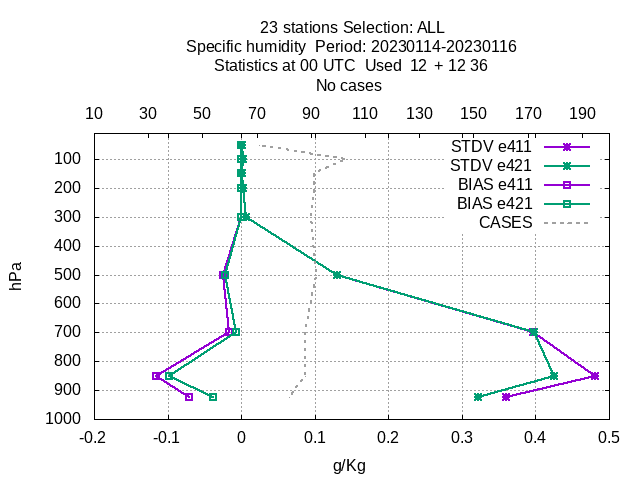 23 stations Selection: ALL
Specific humidity  Period: 20230114-20230116
Statistics at 00 UTC  Used  12  + 12 36
No cases
10 30 50 70 90 110 130 150 170 190
STDV e411
STDV e421
BIAS e411
BIAS e421
CASES
hPa
100
200
300
400
500
600
700
800
900
1000
-0.2 -0.1 0 0.1 0.2 0.3 0.4 0.5
g/Kg